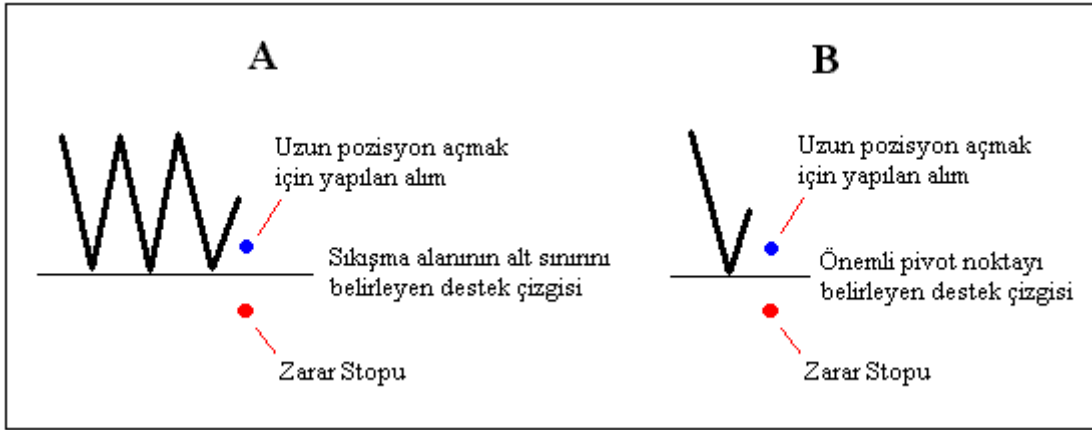 A
Uzun pozisyon açmak
için yapılan alım
Sıkışma alanının alt sınırını
belirleyen destek çizgisi
Zarar Stopu
B
Uzun pozisyon açmak
için yapılan alım
Önemli pivot noktayı
belirleyen destek çizgisi
Zarar Stopu